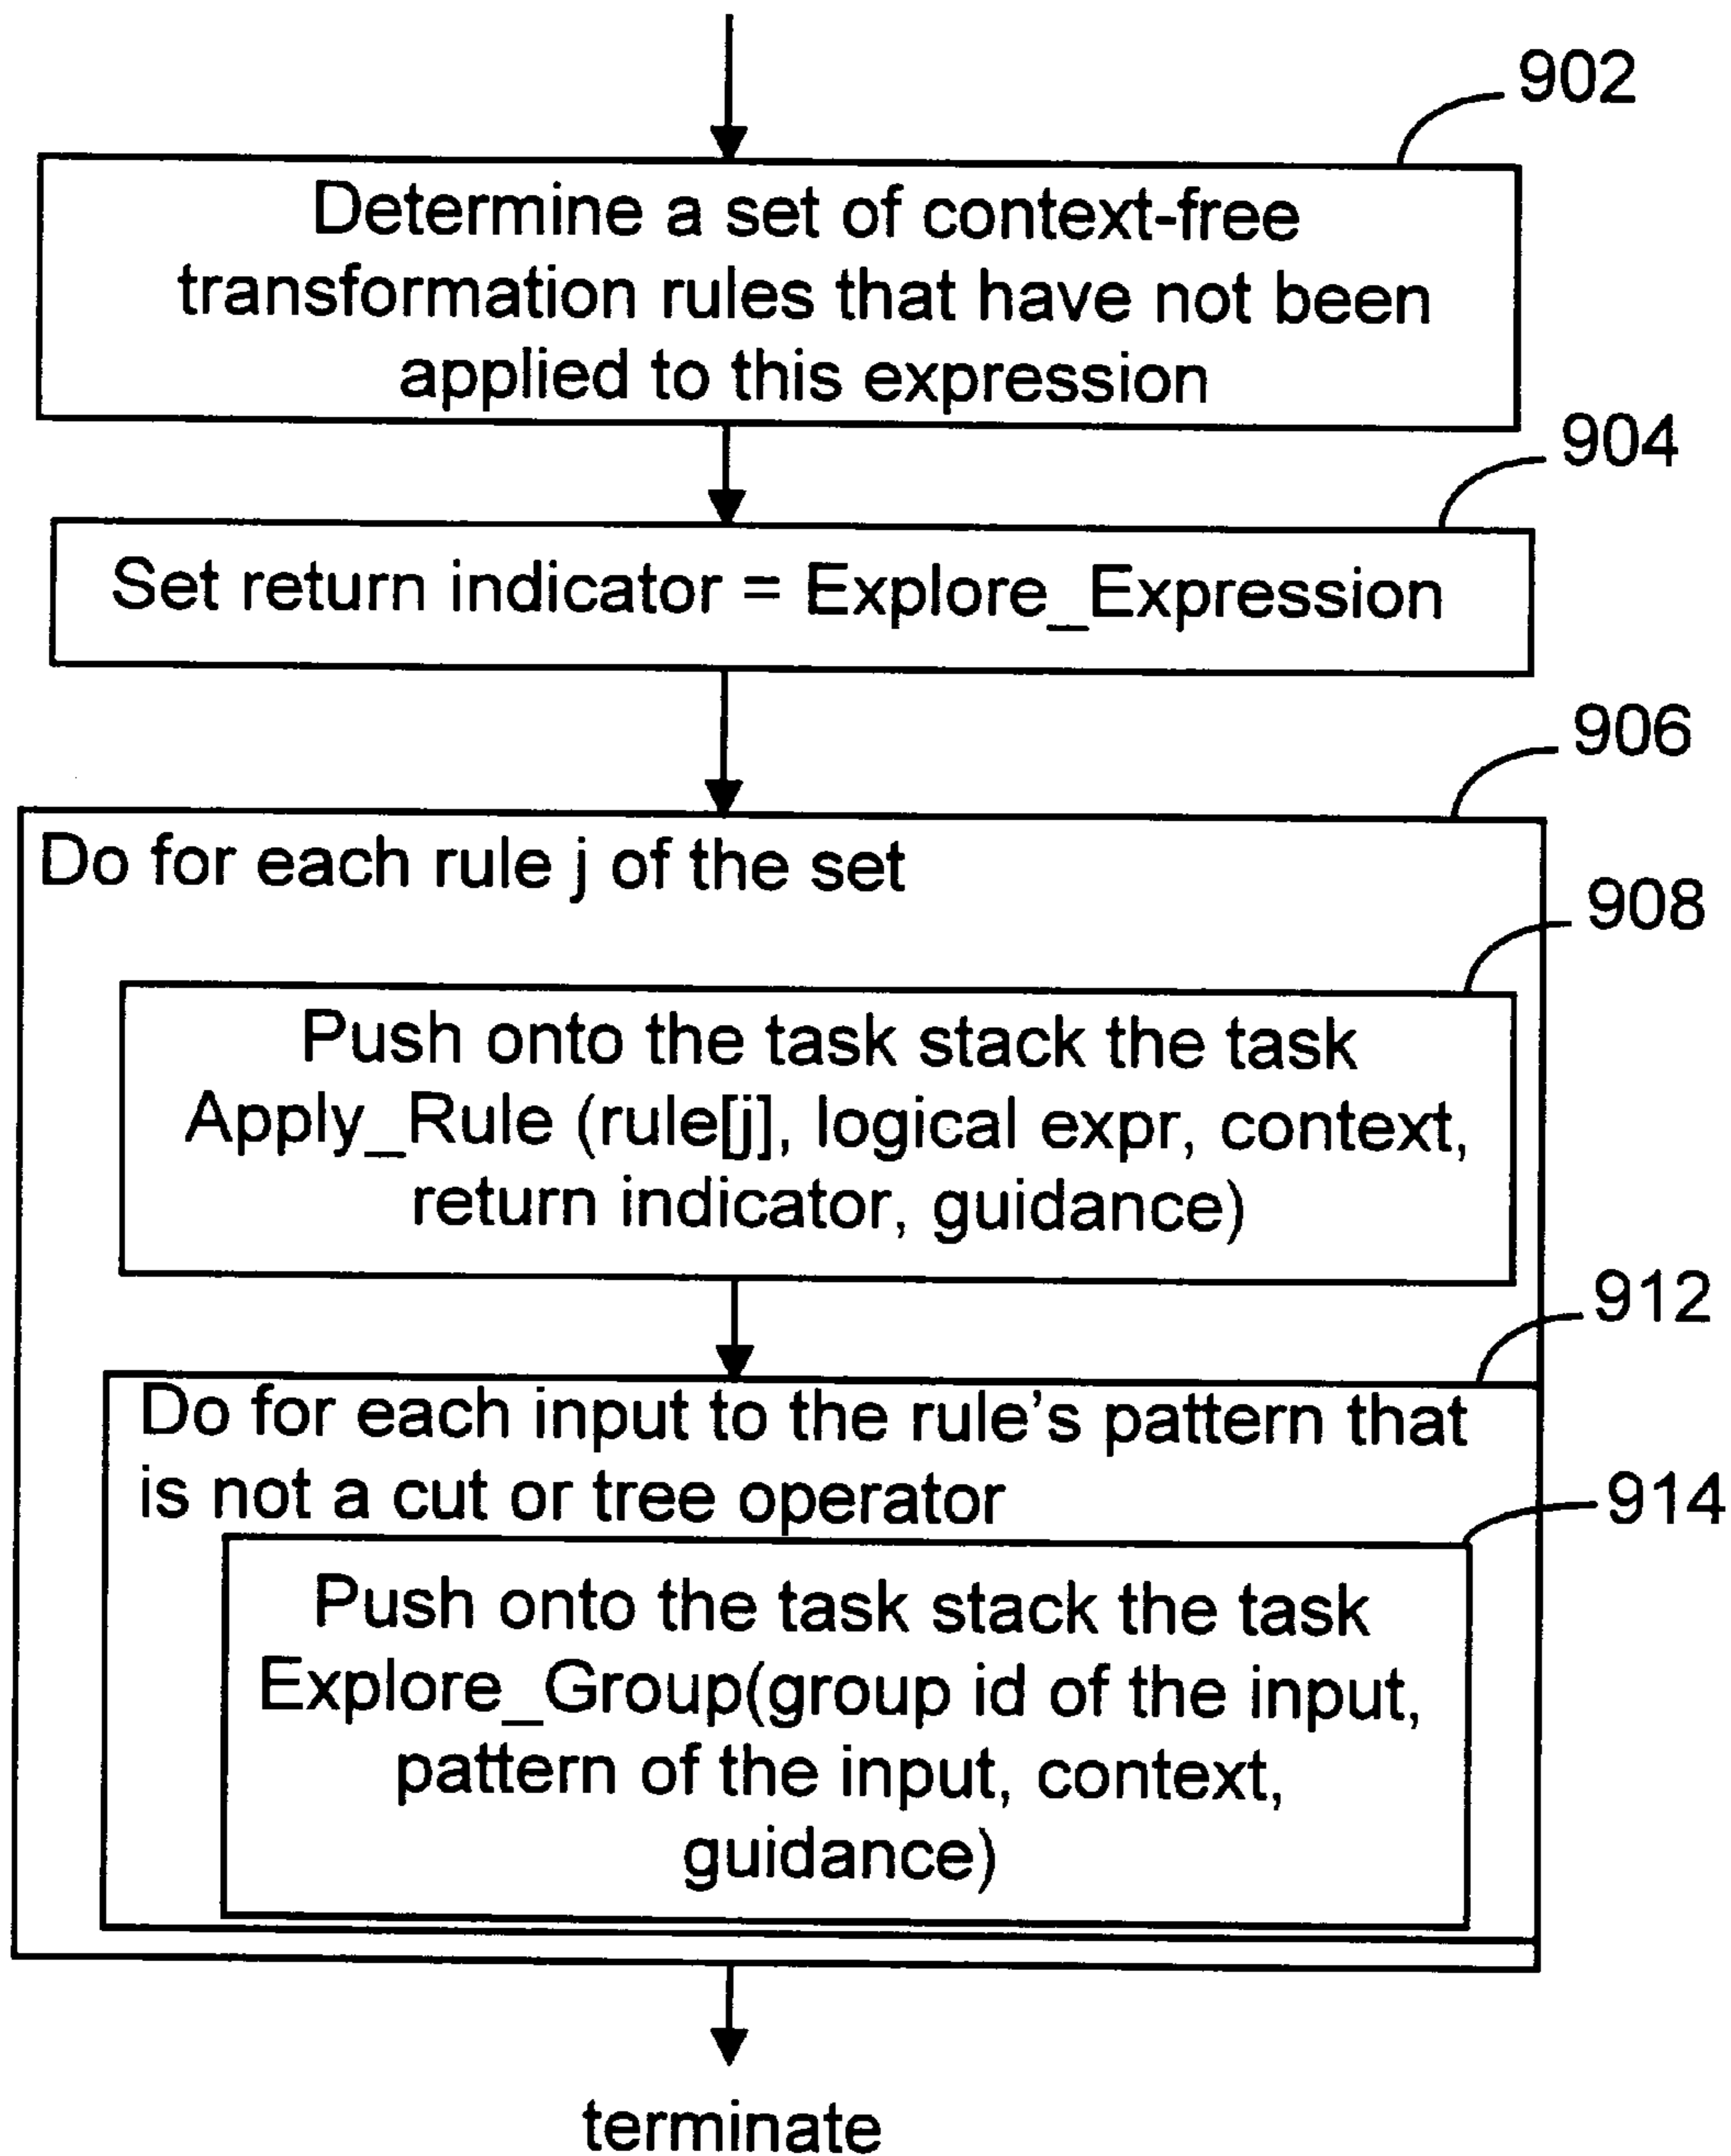 902
Determine a set of context-free
transformation rules that have not been
applied to this expression
904
Set return indicator = Explore_Expression
906
Do for each rule j of the set
908
Push onto the task stack the task
Apply_Rule (rule[j], logical expr, context,
return indicator, guidance)
912
Do for each input to the rule's pattern that
is not a cut or tree operator
914
Push onto the task stack the task
Explore_Group(group id of the input,
pattern of the input, context,
guidance)
terminate